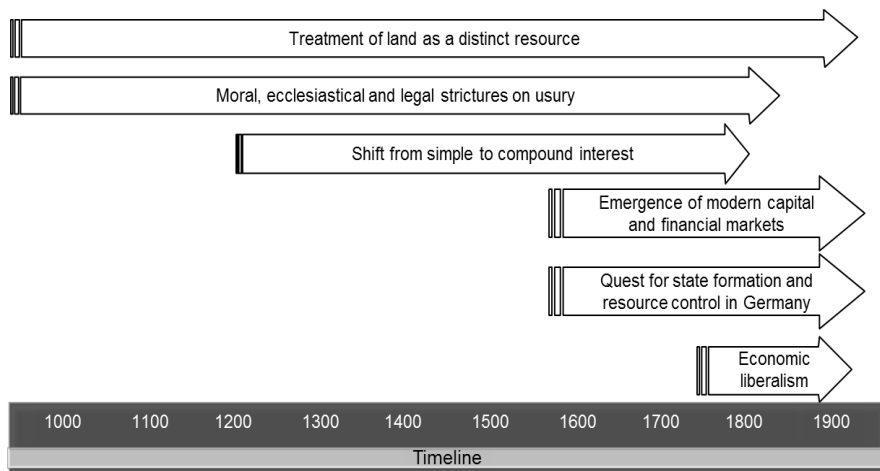 Treatment of land as a distinct resource
Moral, ecclesiastical and legal strictures on usury
Shift from simple to compound interest
Emergence of modern capital
and financial markets
Quest for state formation and
resource control in Germany
Economic
liberalism
1000 1100 1200 1300 1400 1500 1600 1700 1800 1900
Timeline